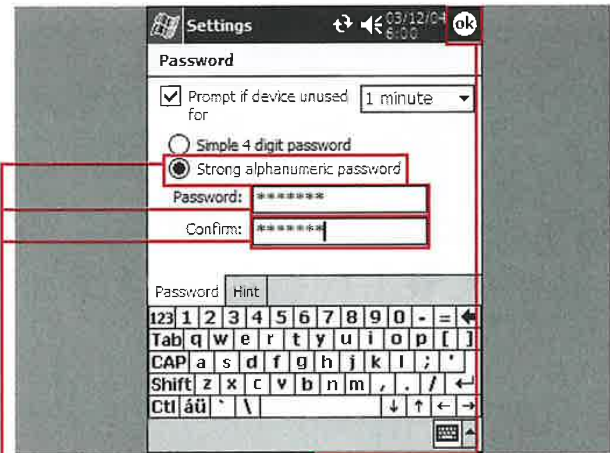 Settings 03/12/04 6:00 ok
Password
Prompt if device unused for 1 minute
Simple 4 digit password
Strong alphanumeric password
Password: *******
Confirm: *******
Password Hint
123 1 2 3 4 5 6 7 8 9 0 - =
Tab q w e r t y u i o p [ ]
CAP a s d f g h j k l ; '
Shift z x c v b n m , . /
Ctl áü ` \